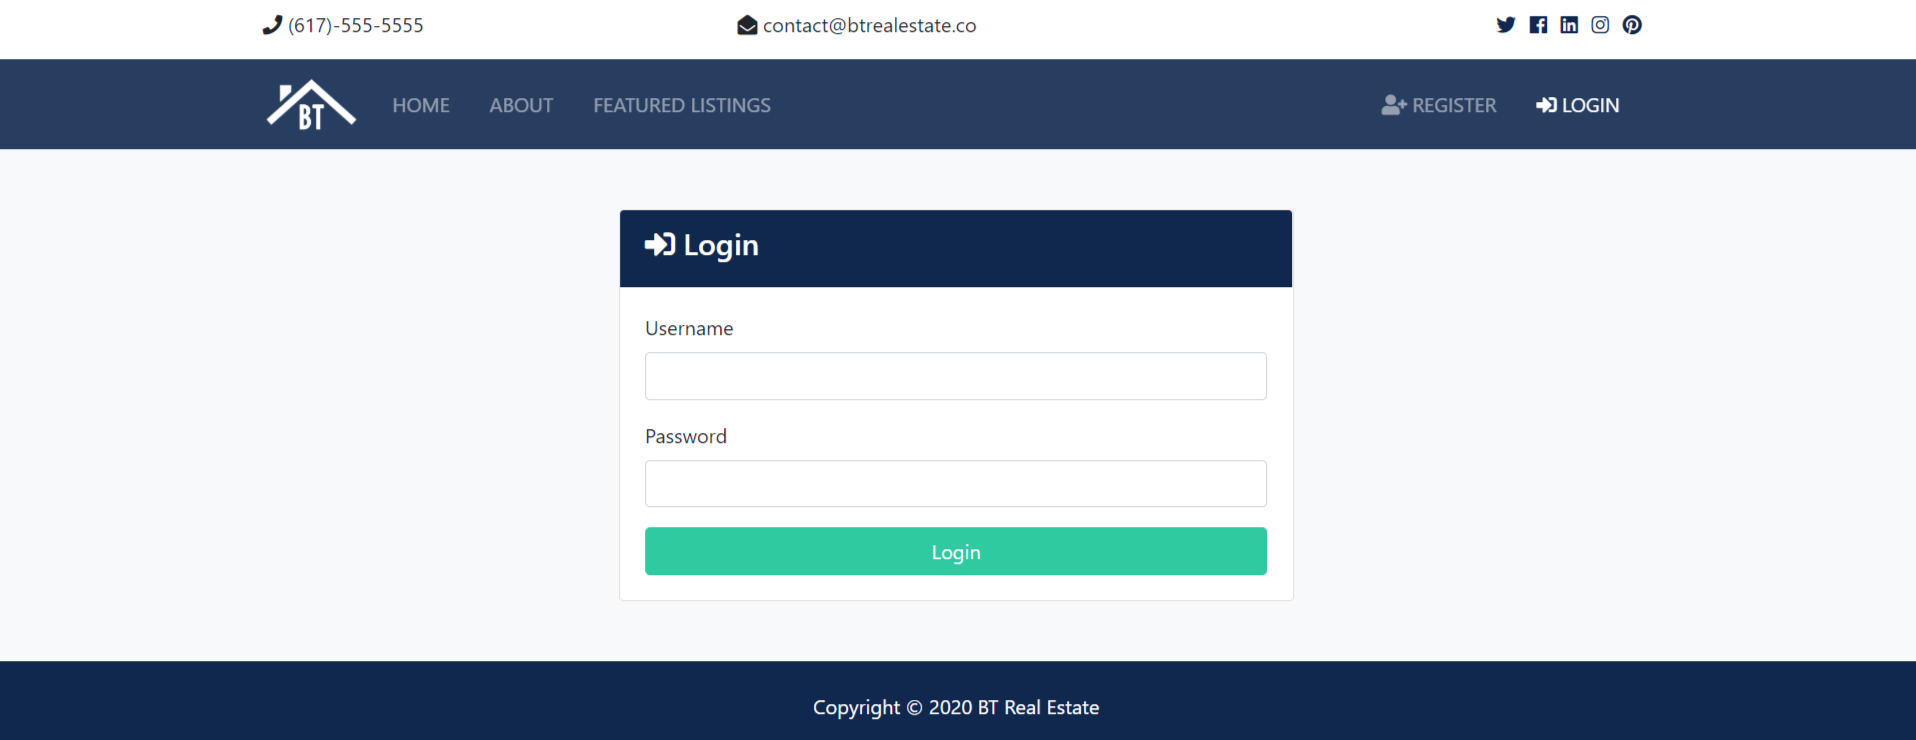 (617)-555-5555 contact@btrealestate.co
BT HOME ABOUT FEATURED LISTINGS REGISTER LOGIN
Login
Username
Password
Login
Copyright © 2020 BT Real Estate